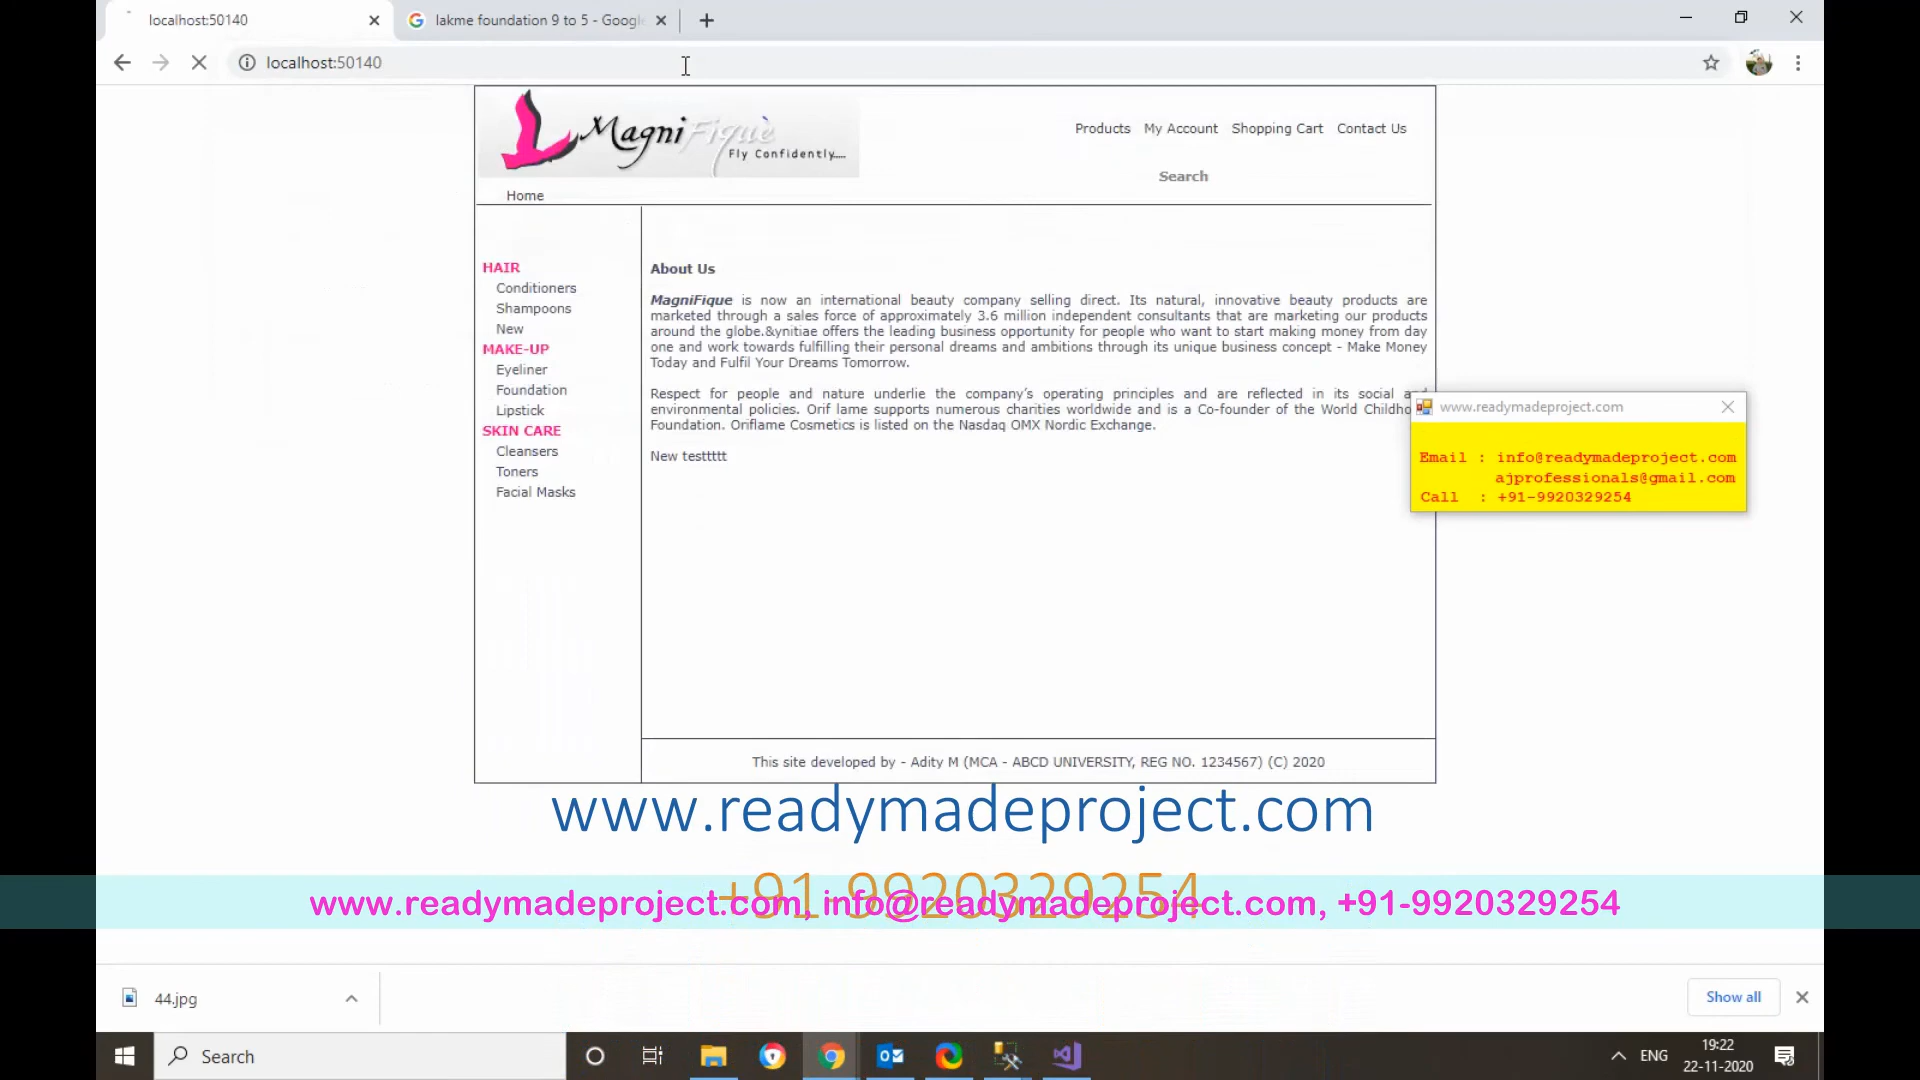 localhost:50140
lakme foundation 9 to 5 - Googl
localhost:50140
MagniFiquè
Fly Confidently....
Products My Account Shopping Cart Contact Us
Search
Home
HAIR
Conditioners
Shampoons
New
MAKE-UP
Eyeliner
Foundation
Lipstick
SKIN CARE
Cleansers
Toners
Facial Masks
About Us
MagniFique is now an international beauty company selling direct. Its natural, innovative beauty products are
marketed through a sales force of approximately 3.6 million independent consultants that are marketing our products
around the globe.&ynitiae offers the leading business opportunity for people who want to start making money from day
one and work towards fulfilling their personal dreams and ambitions through its unique business concept - Make Money
Today and Fulfil Your Dreams Tomorrow.
Respect for people and nature underlie the company's operating principles and are reflected in its social
environmental policies. Orif lame supports numerous charities worldwide and is a Co-founder of the World Childho
Foundation. Oriflame Cosmetics is listed on the Nasdaq OMX Nordic Exchange.
New testtttt
www.readymadeproject.com
Email : info@readymadeproject.com
ajprofessionals@gmail.com
Call : +91-9920329254
This site developed by - Adity M (MCA - ABCD UNIVERSITY, REG NO. 1234567) (C) 2020
www.readymadeproject.com
+91-9920329254
www.readymadeproject.com, info@readymadeproject.com, +91-9920329254
44.jpg
Show all
Search
ENG
19:22
22-11-2020